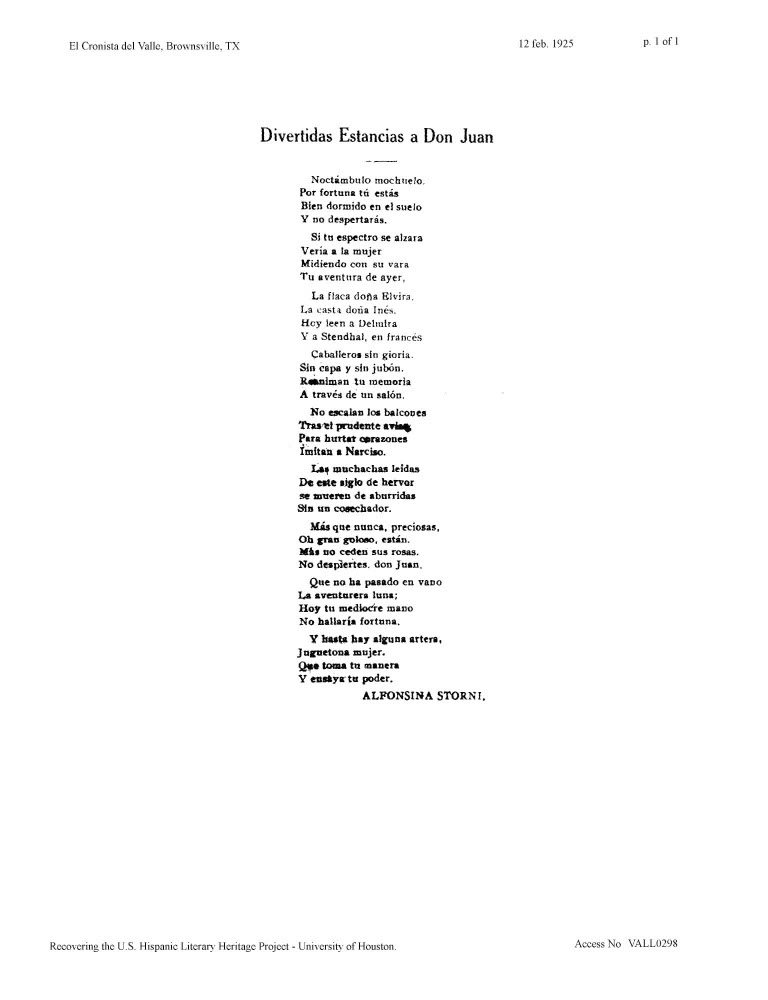 El Cronista del Valle, Brownsville, TX 12 feb. 1925 p. 1 of 1
Divertidas Estancias a Don Juan
Noctámbulo mochuelo.
Por fortuna tú estás
Bien dormido en el suelo
Y no despertarás.
Si tu espectro se alzara
Vería a la mujer
Midiendo con su vara
Tu aventura de ayer,
La flaca doña Elvira.
La casta doña Inés.
Hoy leen a Delmira
Y a Stendhal, en francés
Caballeros sin gloria.
Sin capa y sin jubón.
Reaniman tu memoria
A través de un salón.
No escalan los balcones
Tras el prudente aviso,
Para hurtar corazones
Imitan a Narciso.
Las muchachas leídas
De este siglo de hervor
se mueren de aburridas
Sin un cosechador.
Más que nunca, preciosas,
Oh gran goloso, están.
Más no ceden sus rosas.
No despiertes. don Juan.
Que no ha pasado en vano
La aventurera luna;
Hoy tu mediocre mano
No hallaría fortuna.
Y hasta hay alguna artera,
Juguetona mujer.
Que toma tu manera
Y ensaya tu poder.
ALFONSINA STORNI.
Recovering the U.S. Hispanic Literary Heritage Project - University of Houston. Access No VALL0298